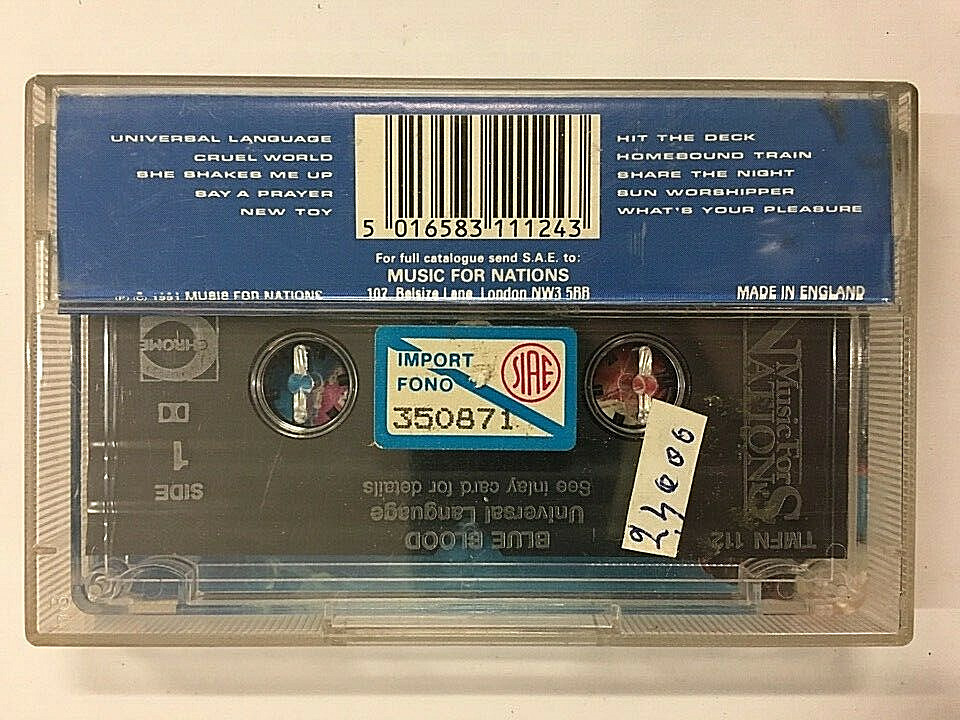 UNIVERSAL LANGUAGE
CRUEL WORLD
SHE SHAKES ME UP
SAY A PRAYER
NEW TOY
5 016583 111243
HIT THE DECK
HOMEBOUND TRAIN
SHARE THE NIGHT
SUN WORSHIPPER
WHAT'S YOUR PLEASURE
For full catalogue send S.A.E. to:
MUSIC FOR NATIONS
107 Belsize Lane London NW3 5BB
(P) (C) 1991 MUSIC FOR NATIONS
MADE IN ENGLAND
CHROME
IMPORT
FONO
SIAE
350871
1
SIDE
See inlay card for details
Universal Language
BLUE BLOOD
MUSIC FOR
NATIONS
TMFN 112